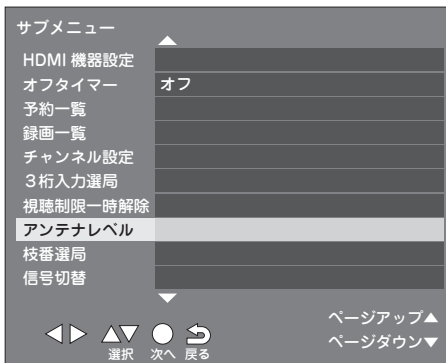 サブメニュー
HDMI 機器設定
オフタイマー オフ
予約一覧
録画一覧
チャンネル設定
３桁入力選局
視聴制限一時解除
アンテナレベル
枝番選局
信号切替
ページアップ▲
選択 次へ 戻る ページダウン▼